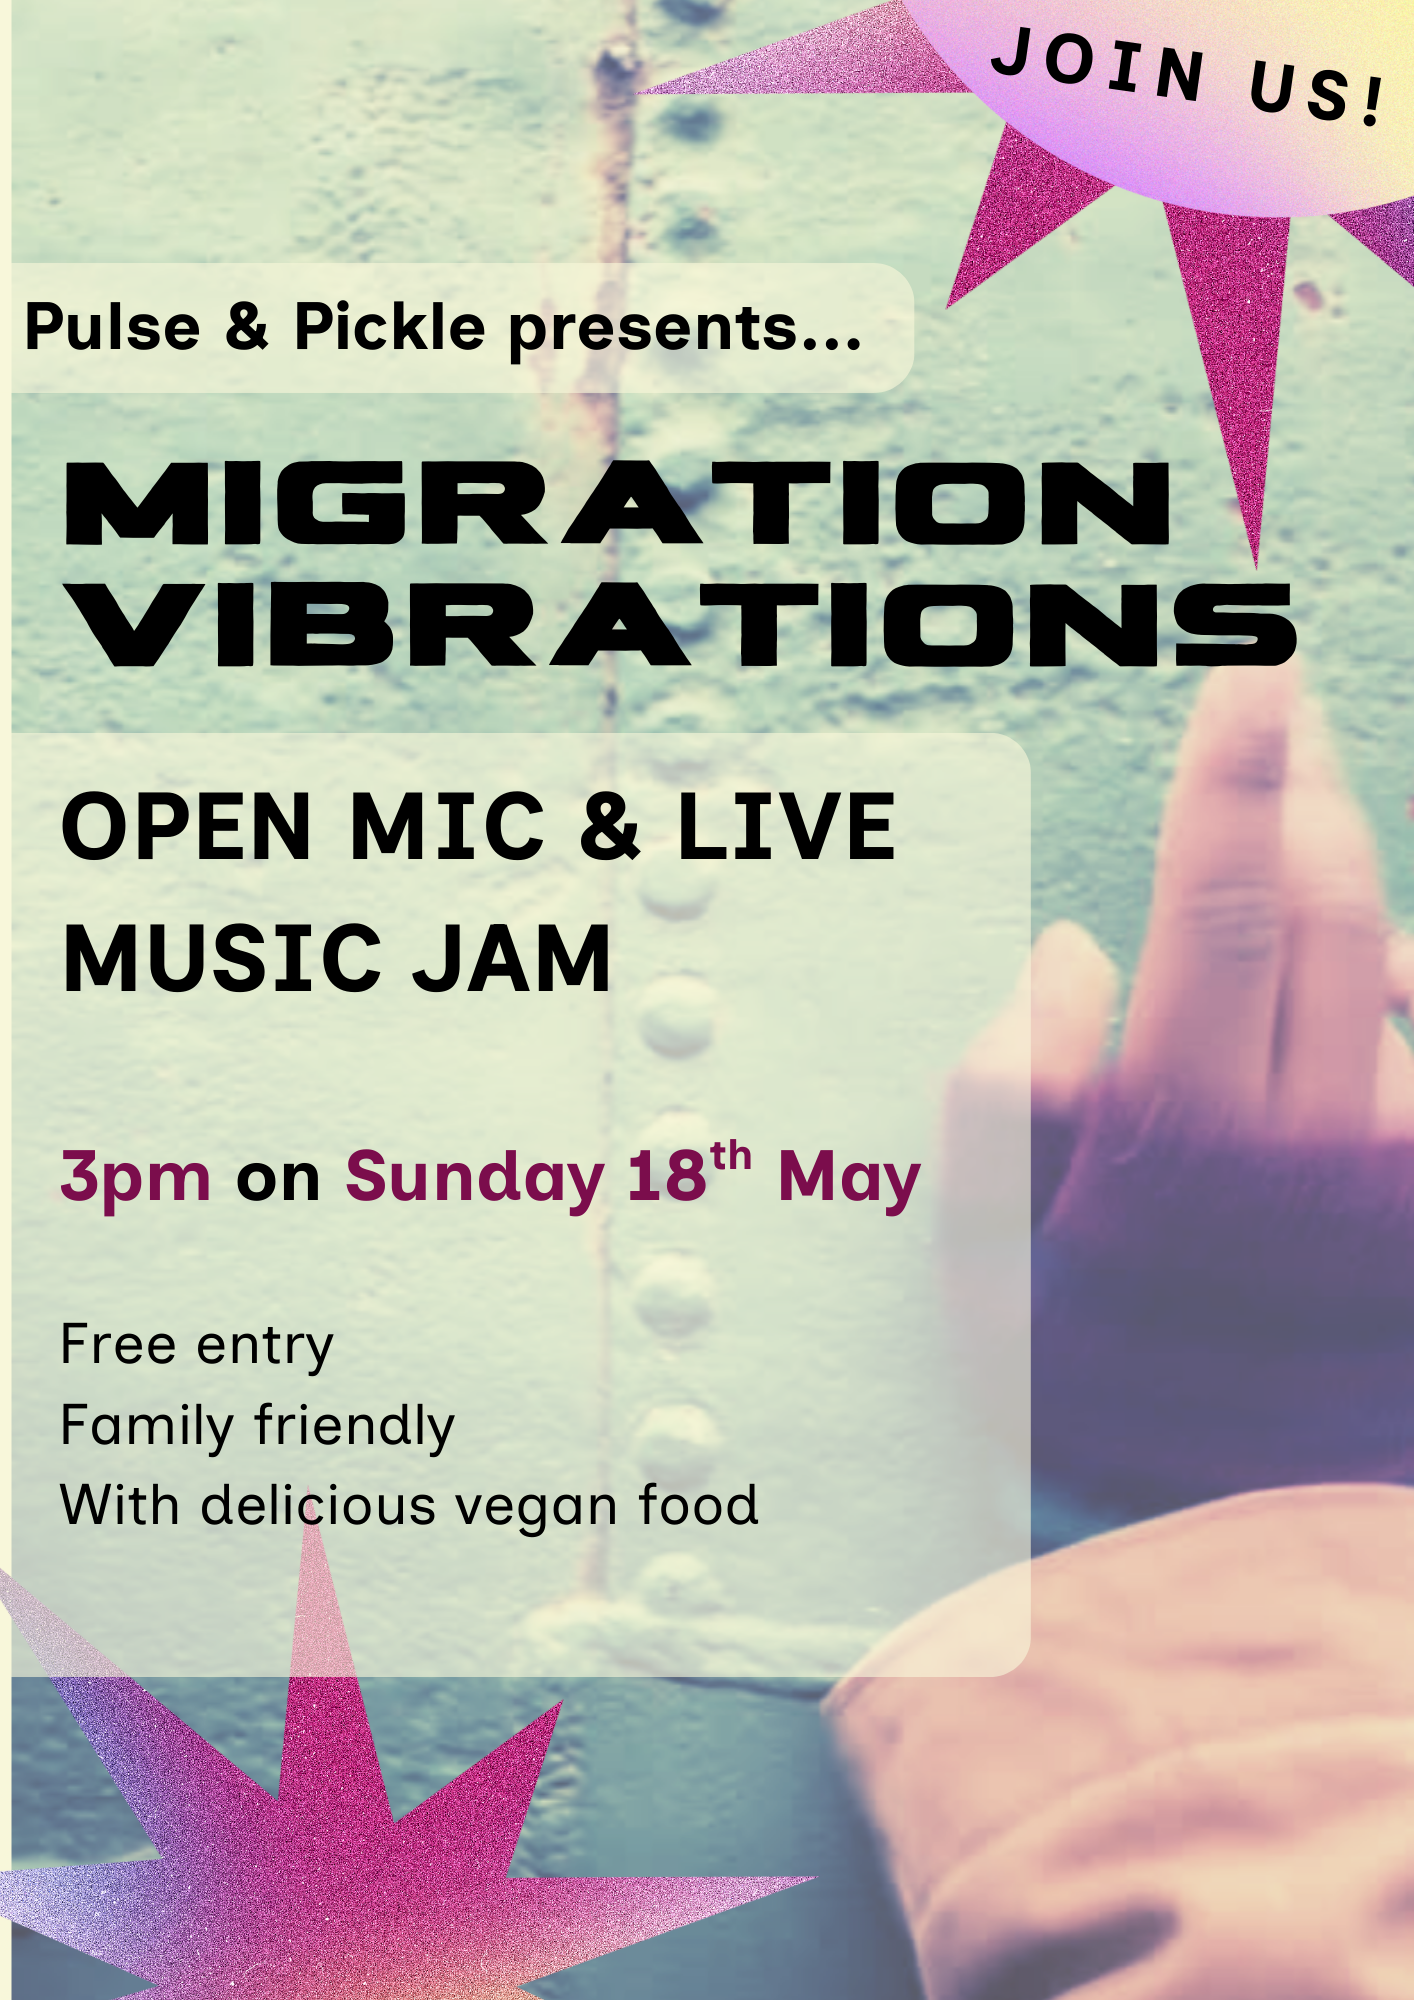 JOIN US!
Pulse & Pickle presents...
MIGRATION
VIBRATIONS
OPEN MIC & LIVE
MUSIC JAM
3pm on Sunday 18th May
Free entry
Family friendly
With delicious vegan food